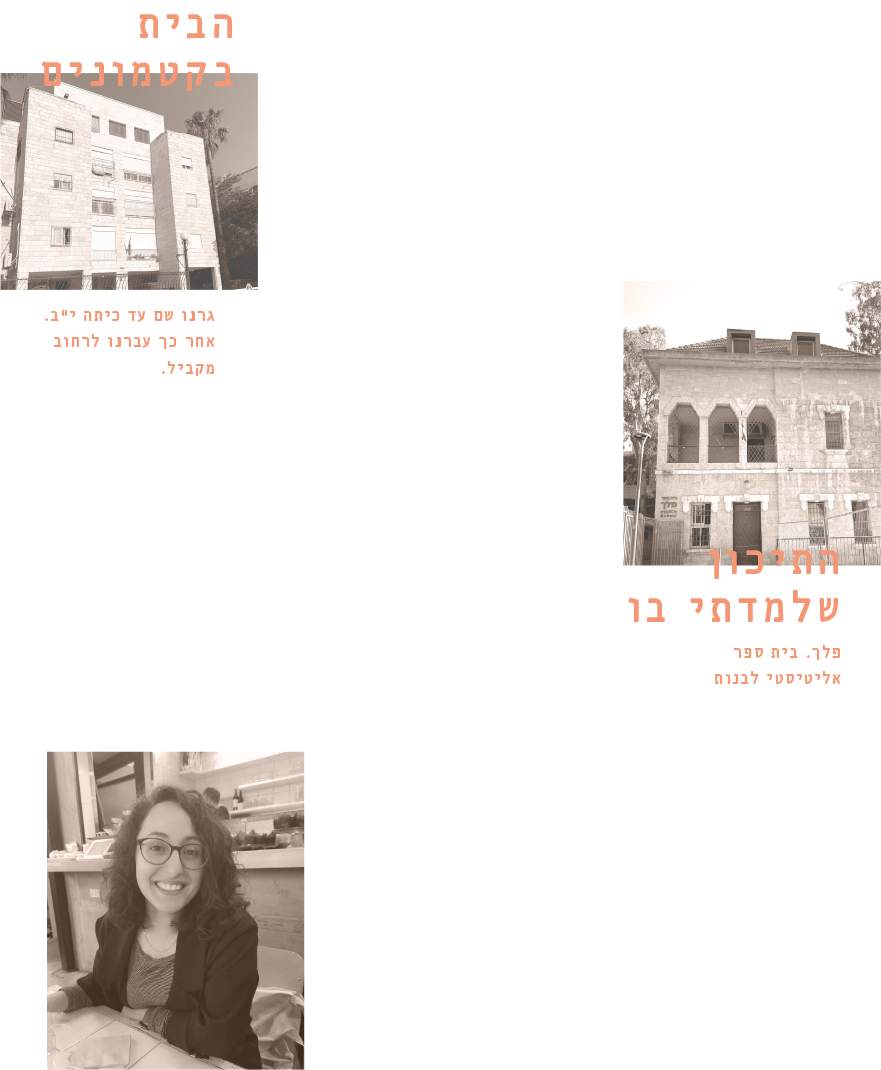 הבית
בקטמונים
גרנו שם עד כיתה י"ב.
אחר כך עברנו לרחוב
מקביל.
פלך
התיכון
שלמדתי בו
פלך. בית ספר
אליטיסטי לבנות